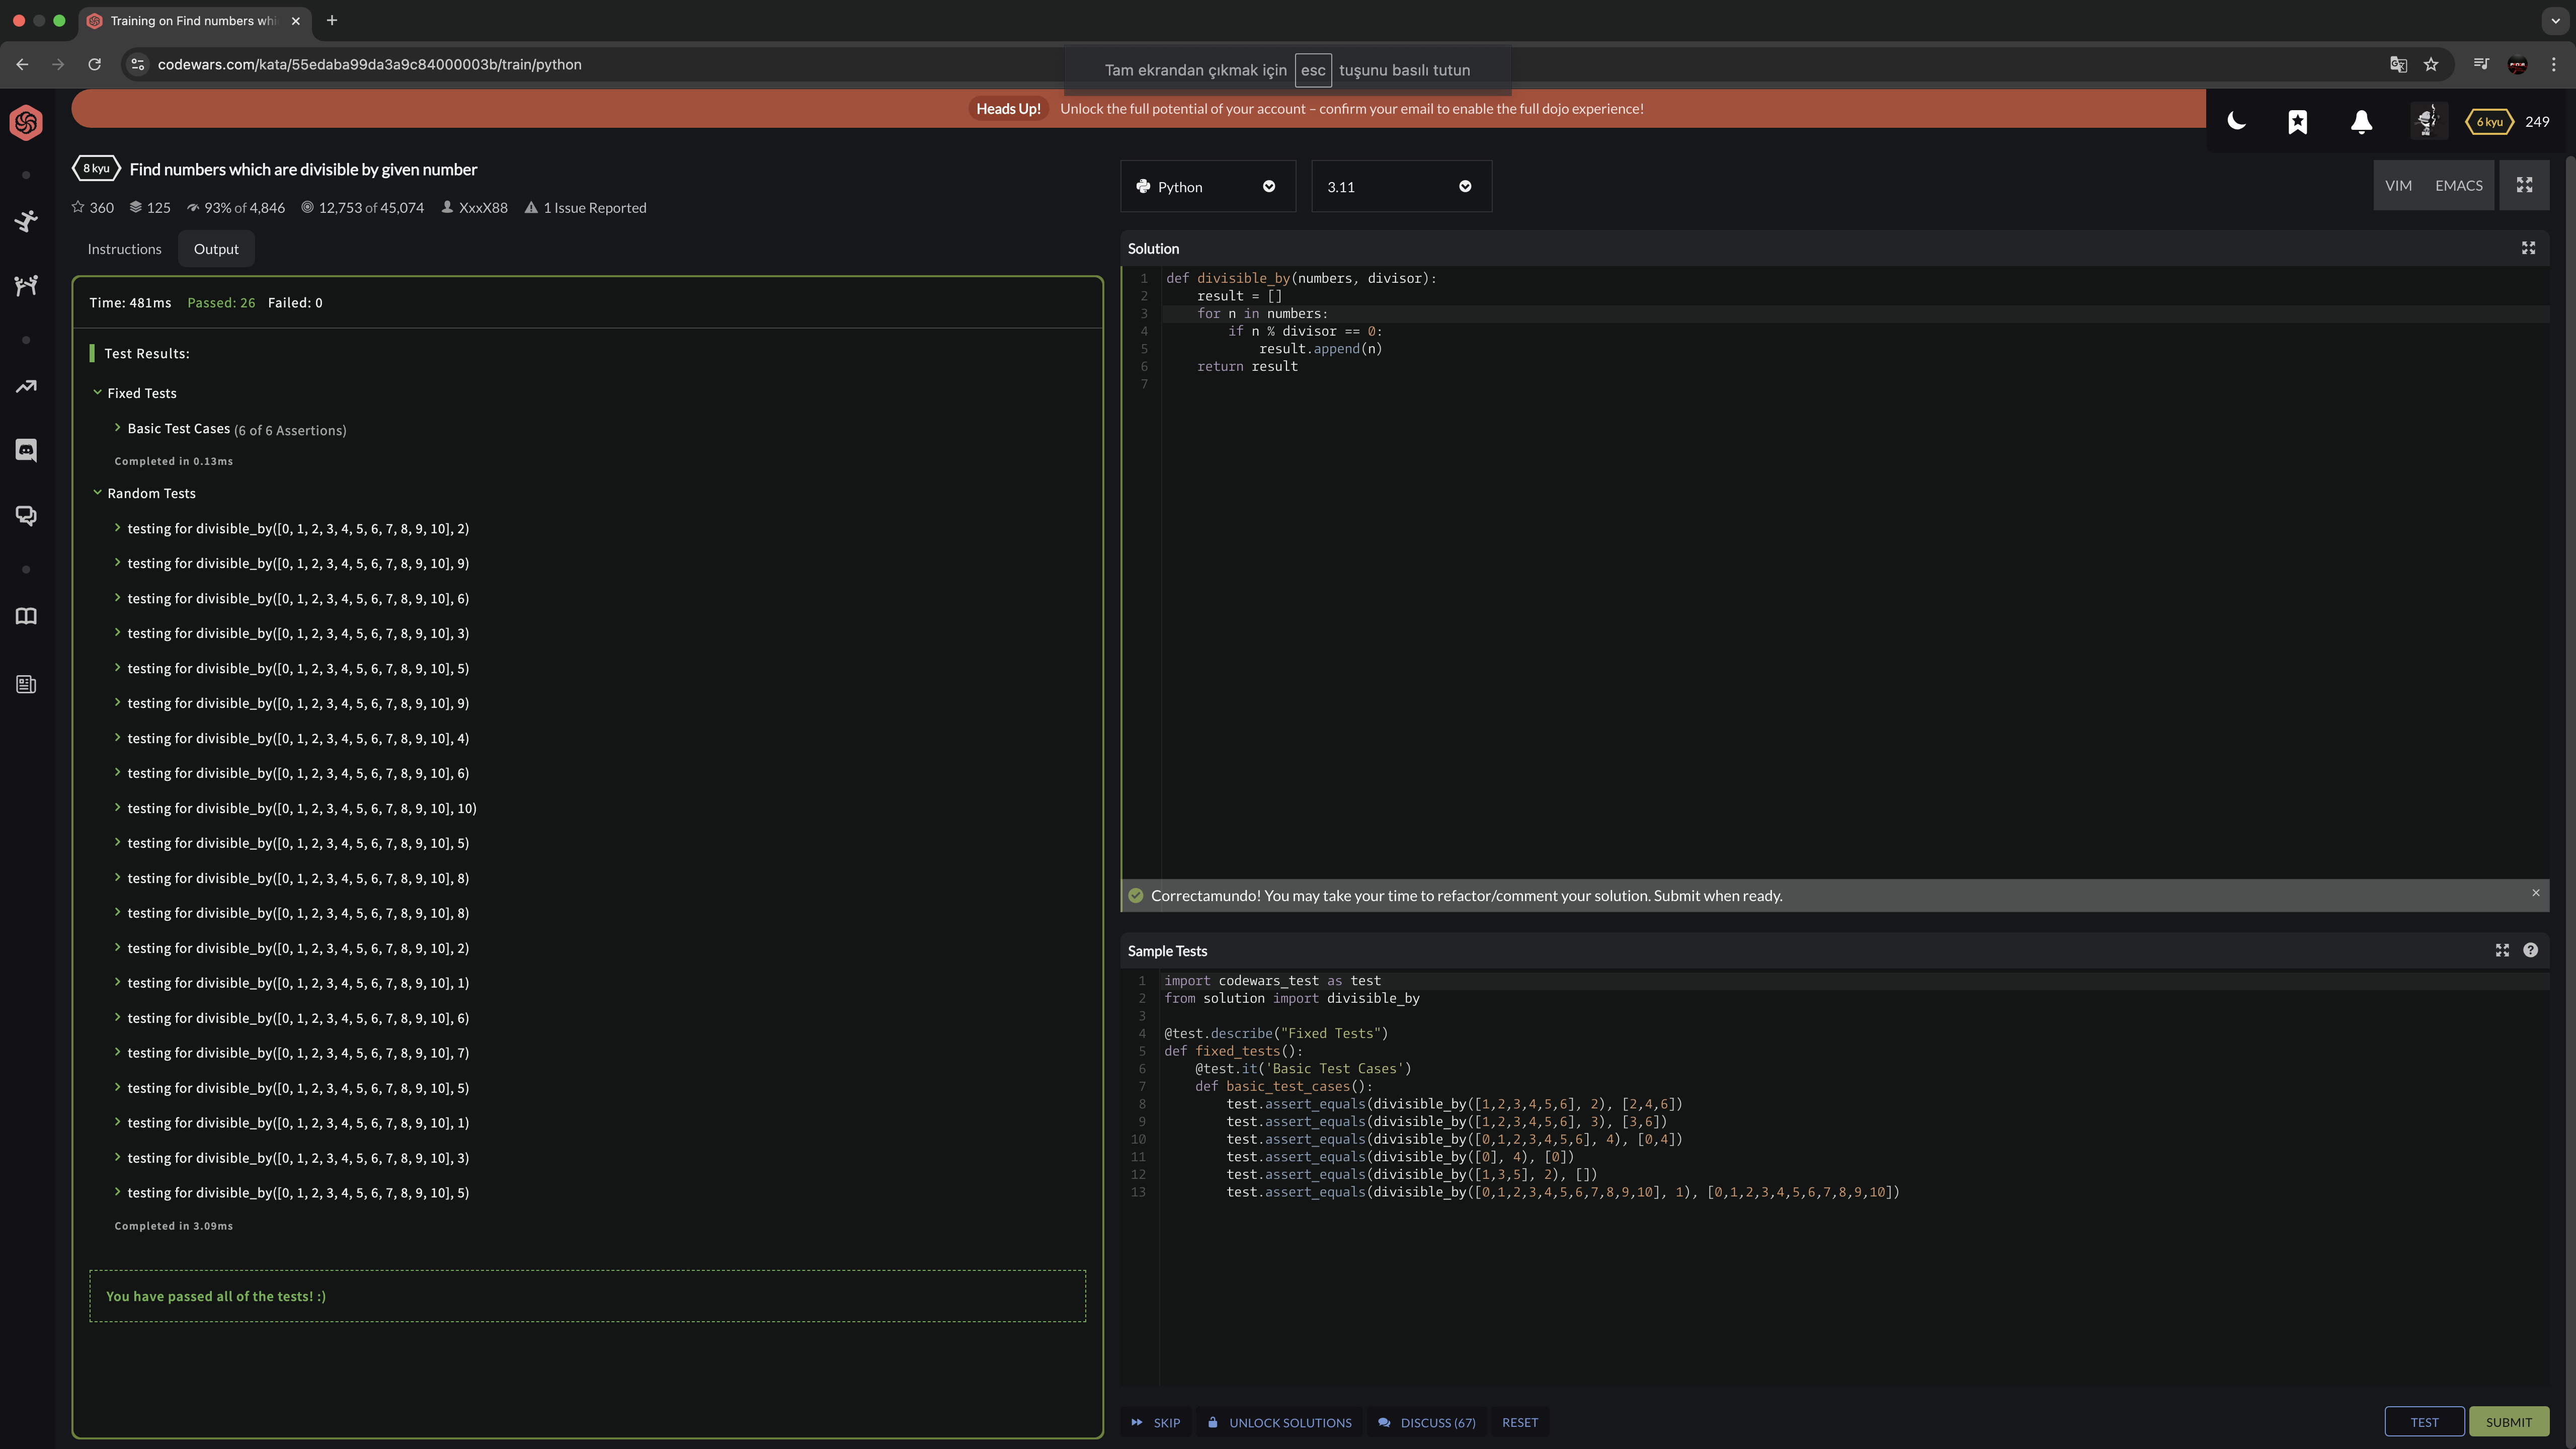 Training on Find numbers whi
codewars.com/kata/55edaba99da3a9c84000003b/train/python
Tam ekrandan çıkmak için esc tuşunu basılı tutun
Heads Up! Unlock the full potential of your account – confirm your email to enable the full dojo experience!
6 kyu 249
8 kyu Find numbers which are divisible by given number
360 125 93% of 4,846 12,753 of 45,074 XxxX88 1 Issue Reported
Instructions Output
Time: 481ms Passed: 26 Failed: 0
Test Results:
Fixed Tests
Basic Test Cases (6 of 6 Assertions)
Completed in 0.13ms
Random Tests
testing for divisible_by([0, 1, 2, 3, 4, 5, 6, 7, 8, 9, 10], 2)
testing for divisible_by([0, 1, 2, 3, 4, 5, 6, 7, 8, 9, 10], 9)
testing for divisible_by([0, 1, 2, 3, 4, 5, 6, 7, 8, 9, 10], 6)
testing for divisible_by([0, 1, 2, 3, 4, 5, 6, 7, 8, 9, 10], 3)
testing for divisible_by([0, 1, 2, 3, 4, 5, 6, 7, 8, 9, 10], 5)
testing for divisible_by([0, 1, 2, 3, 4, 5, 6, 7, 8, 9, 10], 9)
testing for divisible_by([0, 1, 2, 3, 4, 5, 6, 7, 8, 9, 10], 4)
testing for divisible_by([0, 1, 2, 3, 4, 5, 6, 7, 8, 9, 10], 6)
testing for divisible_by([0, 1, 2, 3, 4, 5, 6, 7, 8, 9, 10], 10)
testing for divisible_by([0, 1, 2, 3, 4, 5, 6, 7, 8, 9, 10], 5)
testing for divisible_by([0, 1, 2, 3, 4, 5, 6, 7, 8, 9, 10], 8)
testing for divisible_by([0, 1, 2, 3, 4, 5, 6, 7, 8, 9, 10], 8)
testing for divisible_by([0, 1, 2, 3, 4, 5, 6, 7, 8, 9, 10], 2)
testing for divisible_by([0, 1, 2, 3, 4, 5, 6, 7, 8, 9, 10], 1)
testing for divisible_by([0, 1, 2, 3, 4, 5, 6, 7, 8, 9, 10], 6)
testing for divisible_by([0, 1, 2, 3, 4, 5, 6, 7, 8, 9, 10], 7)
testing for divisible_by([0, 1, 2, 3, 4, 5, 6, 7, 8, 9, 10], 5)
testing for divisible_by([0, 1, 2, 3, 4, 5, 6, 7, 8, 9, 10], 1)
testing for divisible_by([0, 1, 2, 3, 4, 5, 6, 7, 8, 9, 10], 3)
testing for divisible_by([0, 1, 2, 3, 4, 5, 6, 7, 8, 9, 10], 5)
Completed in 3.09ms
You have passed all of the tests! :)
Python 3.11 VIM EMACS
Solution
1 def divisible_by(numbers, divisor):
2     result = []
3     for n in numbers:
4         if n % divisor == 0:
5             result.append(n)
6     return result
7
Correctamundo! You may take your time to refactor/comment your solution. Submit when ready.
Sample Tests
1 import codewars_test as test
2 from solution import divisible_by
3
4 @test.describe("Fixed Tests")
5 def fixed_tests():
6     @test.it('Basic Test Cases')
7     def basic_test_cases():
8         test.assert_equals(divisible_by([1,2,3,4,5,6], 2), [2,4,6])
9         test.assert_equals(divisible_by([1,2,3,4,5,6], 3), [3,6])
10         test.assert_equals(divisible_by([0,1,2,3,4,5,6], 4), [0,4])
11         test.assert_equals(divisible_by([0], 4), [0])
12         test.assert_equals(divisible_by([1,3,5], 2), [])
13         test.assert_equals(divisible_by([0,1,2,3,4,5,6,7,8,9,10], 1), [0,1,2,3,4,5,6,7,8,9,10])
SKIP UNLOCK SOLUTIONS DISCUSS (67) RESET TEST SUBMIT